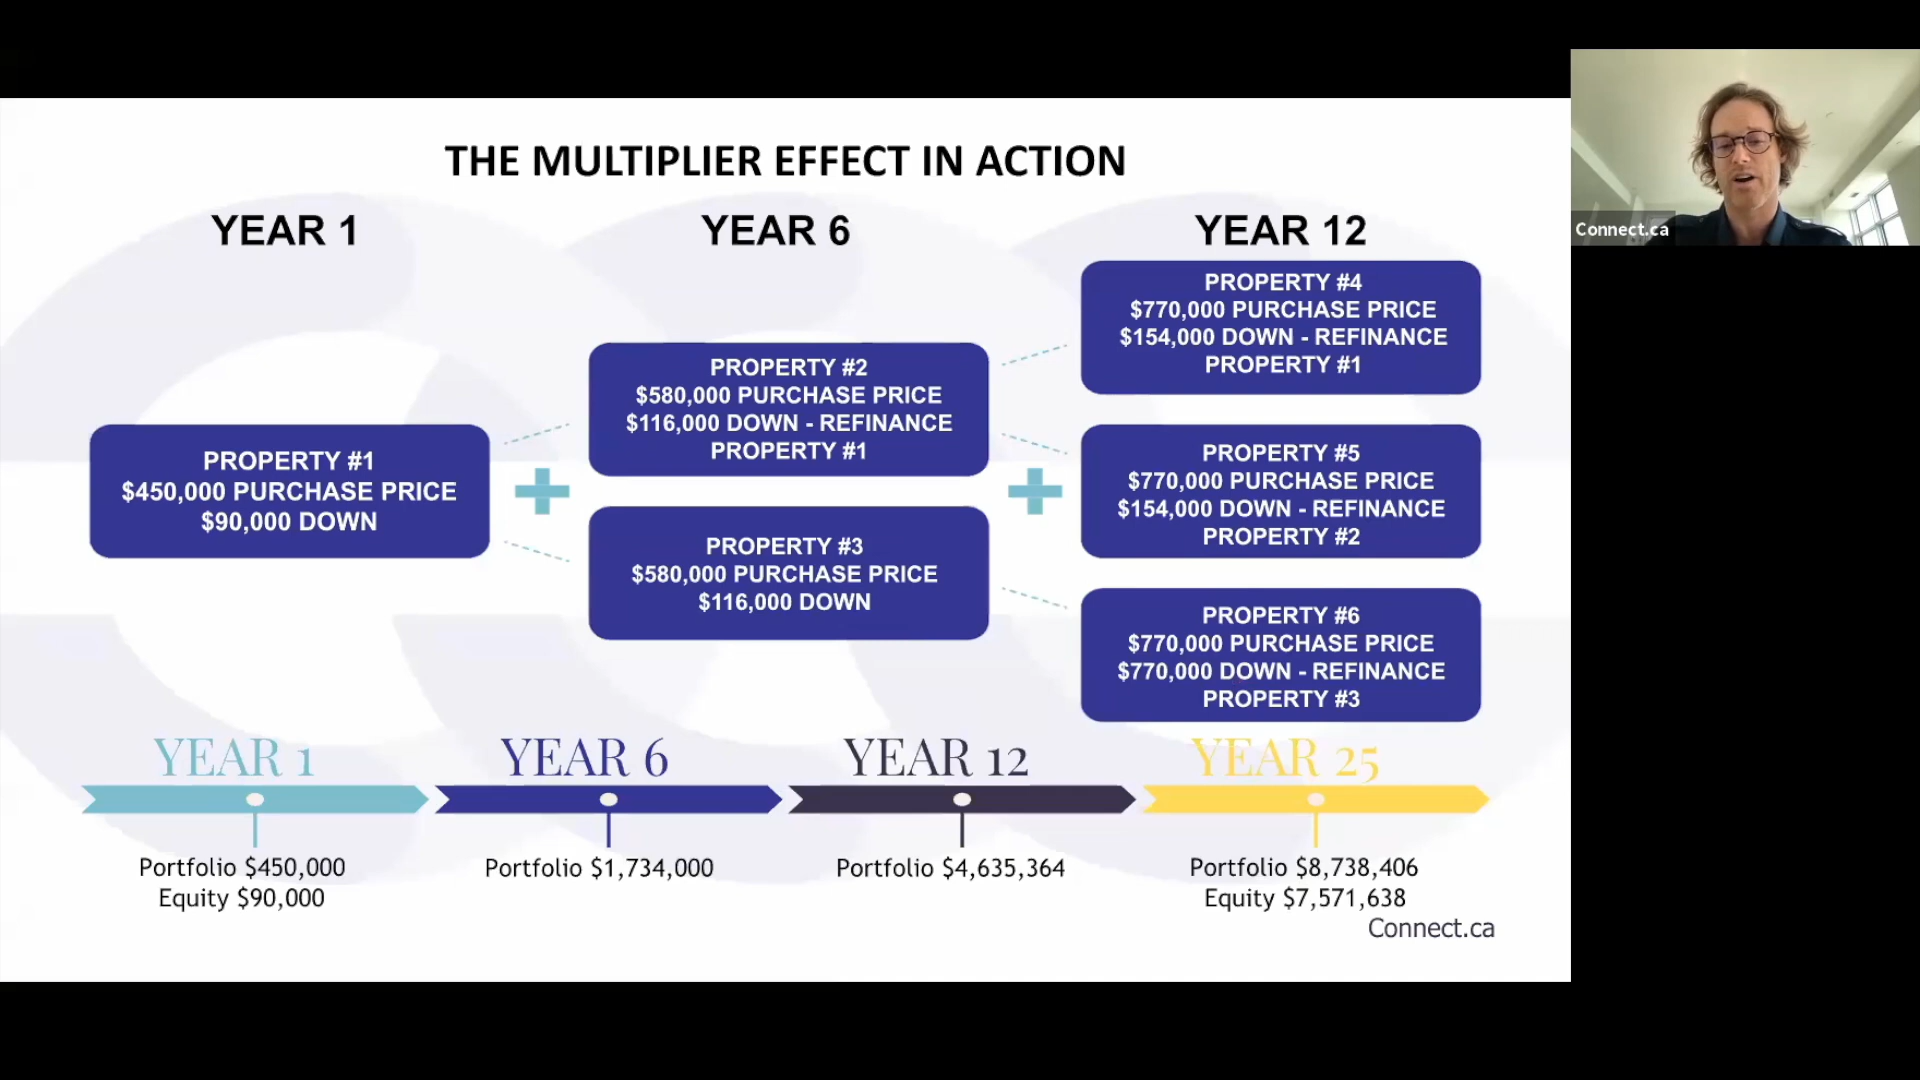 THE MULTIPLIER EFFECT IN ACTION
YEAR 1
YEAR 6
YEAR 12
PROPERTY #1
$450,000 PURCHASE PRICE
$90,000 DOWN
PROPERTY #2
$580,000 PURCHASE PRICE
$116,000 DOWN - REFINANCE
PROPERTY #1
PROPERTY #3
$580,000 PURCHASE PRICE
$116,000 DOWN
PROPERTY #4
$770,000 PURCHASE PRICE
$154,000 DOWN - REFINANCE
PROPERTY #1
PROPERTY #5
$770,000 PURCHASE PRICE
$154,000 DOWN - REFINANCE
PROPERTY #2
PROPERTY #6
$770,000 PURCHASE PRICE
$770,000 DOWN - REFINANCE
PROPERTY #3
YEAR 1
Portfolio $450,000
Equity $90,000
YEAR 6
Portfolio $1,734,000
YEAR 12
Portfolio $4,635,364
YEAR 25
Portfolio $8,738,406
Equity $7,571,638
Connect.ca
Connect.ca